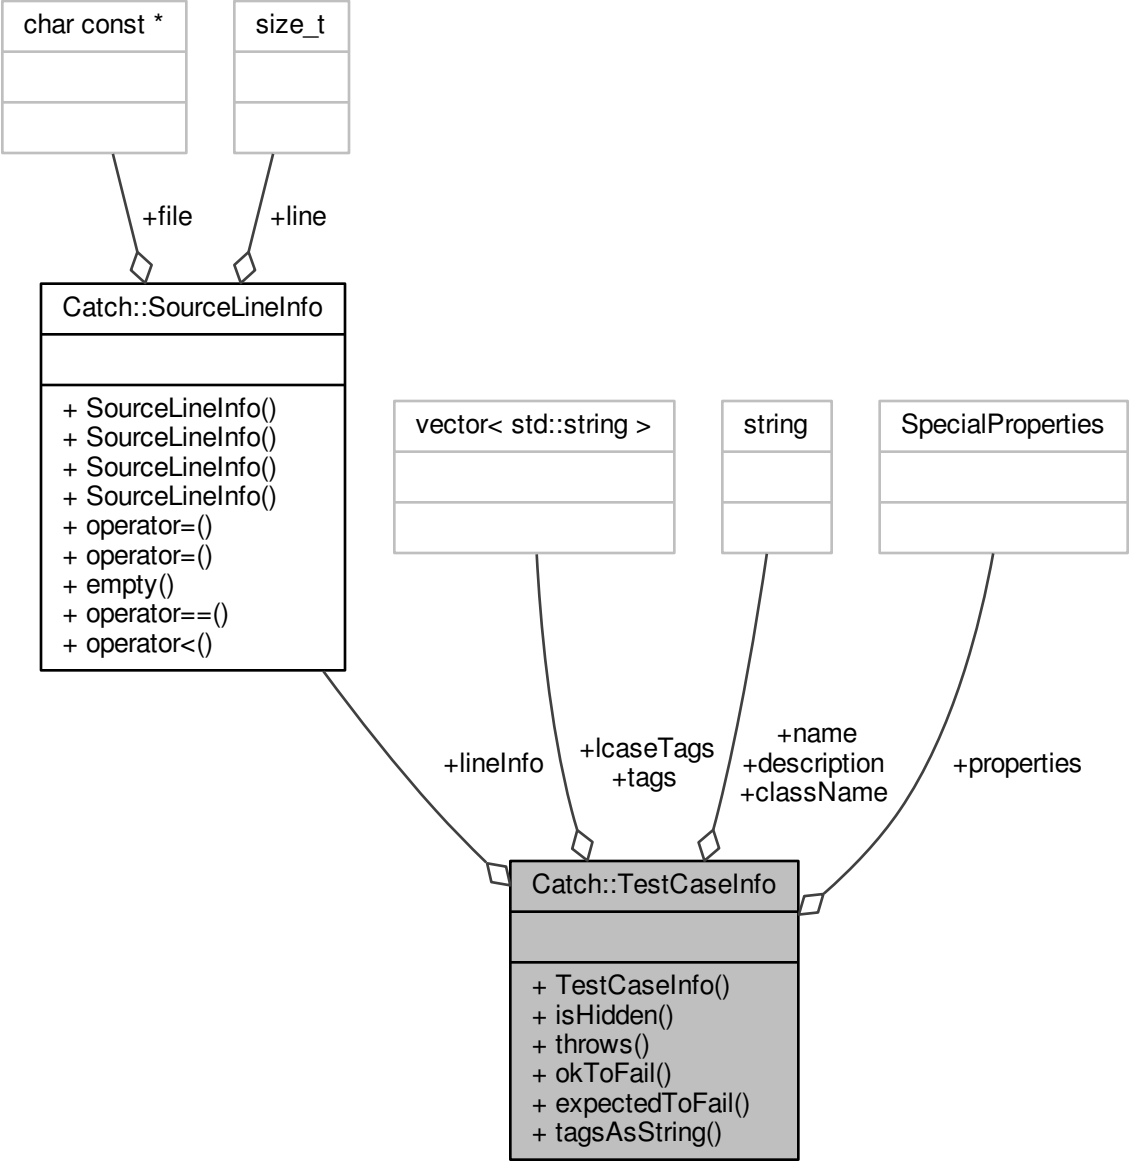 char const *
size_t
+file
+line
Catch::SourceLineInfo
+ SourceLineInfo()
+ SourceLineInfo()
+ SourceLineInfo()
+ SourceLineInfo()
+ operator=()
+ operator=()
+ empty()
+ operator==()
+ operator<()
vector< std::string >
string
SpecialProperties
+lineInfo
+lcaseTags
+tags
+name
+description
+className
+properties
Catch::TestCaseInfo
+ TestCaseInfo()
+ isHidden()
+ throws()
+ okToFail()
+ expectedToFail()
+ tagsAsString()